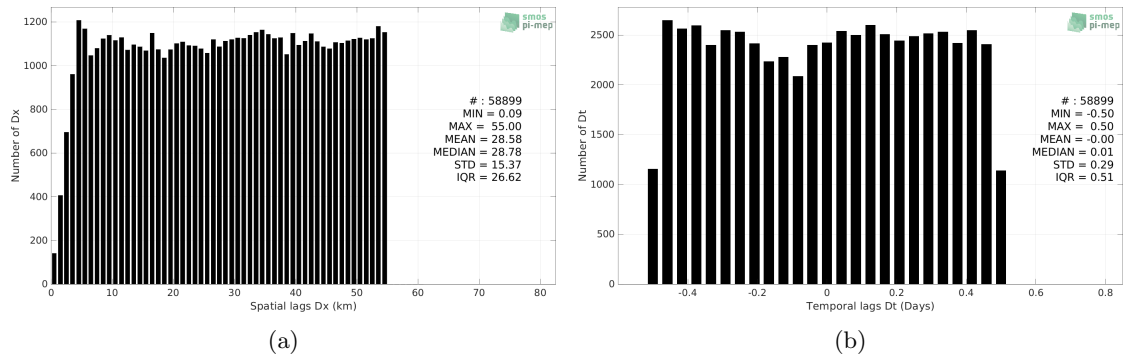 smos
pi-mep
1200
1000
800
600
400
200
0
Number of Dx
# : 58899
MIN = 0.09
MAX = 55.00
MEAN = 28.58
MEDIAN = 28.78
STD = 15.37
IQR = 26.62
0 10 20 30 40 50 60 70 80
Spatial lags Dx (km)
(a)
smos
pi-mep
2500
2000
1500
1000
500
0
Number of Dt
# : 58899
MIN = -0.50
MAX = 0.50
MEAN = -0.00
MEDIAN = 0.01
STD = 0.29
IQR = 0.51
-0.4 -0.2 0 0.2 0.4 0.6 0.8
Temporal lags Dt (Days)
(b)